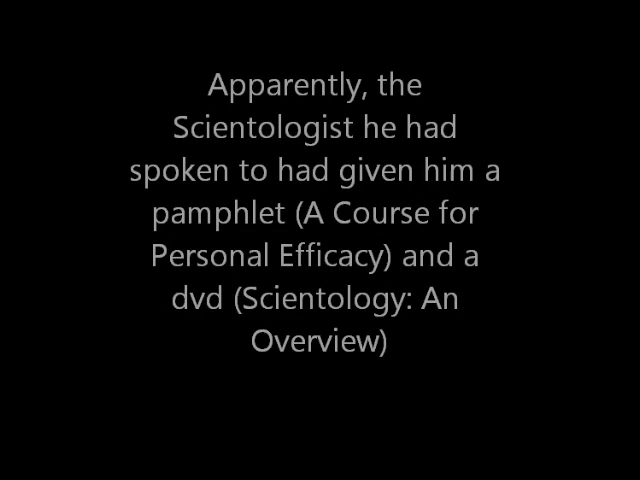 Apparently, the
Scientologist he had
spoken to had given him a
pamphlet (A Course for
Personal Efficacy) and a
dvd (Scientology: An
Overview)